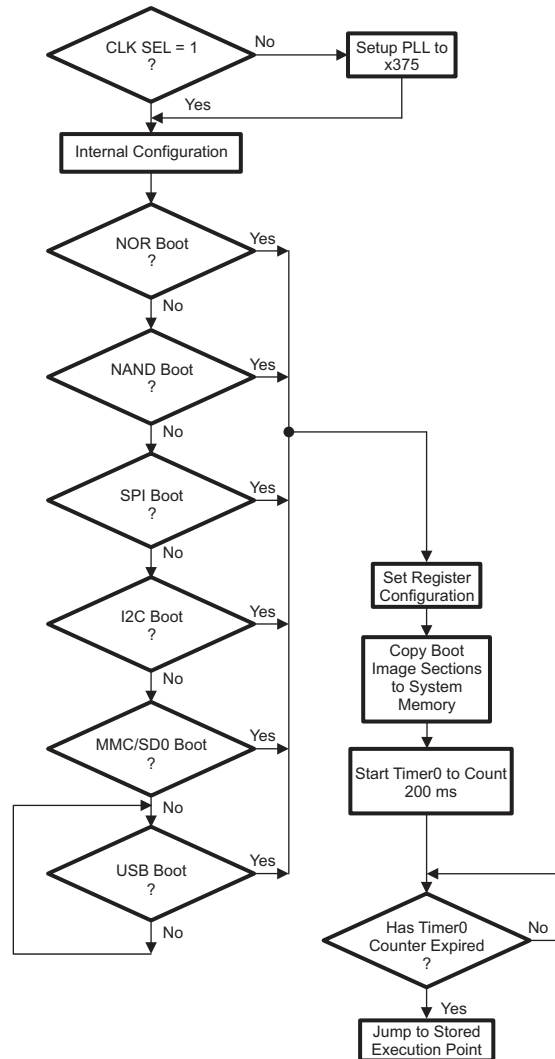 CLK SEL = 1
?
No
Setup PLL to
x375
Yes
Internal Configuration
NOR Boot
?
Yes
No
NAND Boot
?
Yes
No
SPI Boot
?
Yes
No
I2C Boot
?
Yes
No
MMC/SD0 Boot
?
Yes
No
USB Boot
?
Yes
No
Set Register
Configuration
Copy Boot
Image Sections
to System
Memory
Start Timer0 to Count
200 ms
Has Timer0
Counter Expired
?
No
Yes
Jump to Stored
Execution Point